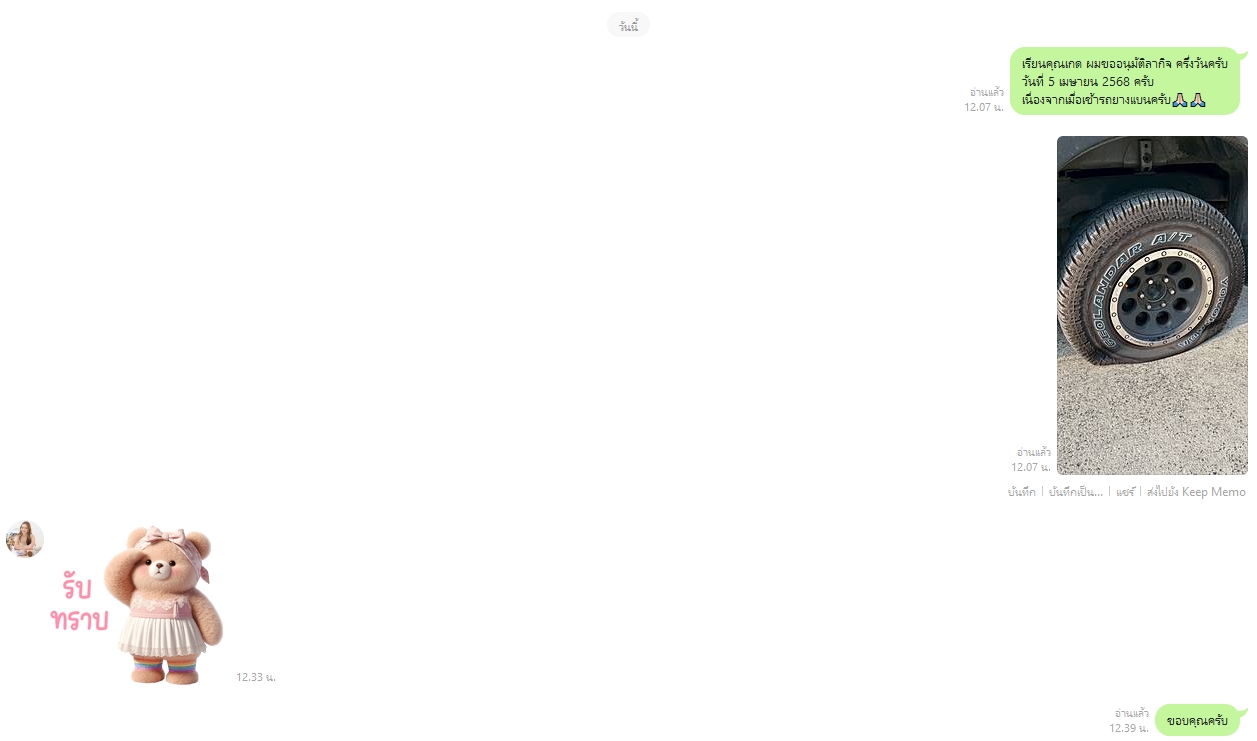 วันนี้
เรียนคุณเกด ผมขออนุมัติลากิจ ครึ่งวันครับ
วันที่ 5 เมษายน 2568 ครับ
เนื่องจากเมื่อเช้ารถยางแบนครับ🙏🏻🙏🏻
อ่านแล้ว
12.07 น.
GEOLANDAR A/T
YOKOHAMA
อ่านแล้ว
12.07 น.
บันทึก | บันทึกเป็น... | แชร์ | ส่งไปยัง Keep Memo
รับ
ทราบ
12.33 น.
อ่านแล้ว
12.39 น.
ขอบคุณครับ